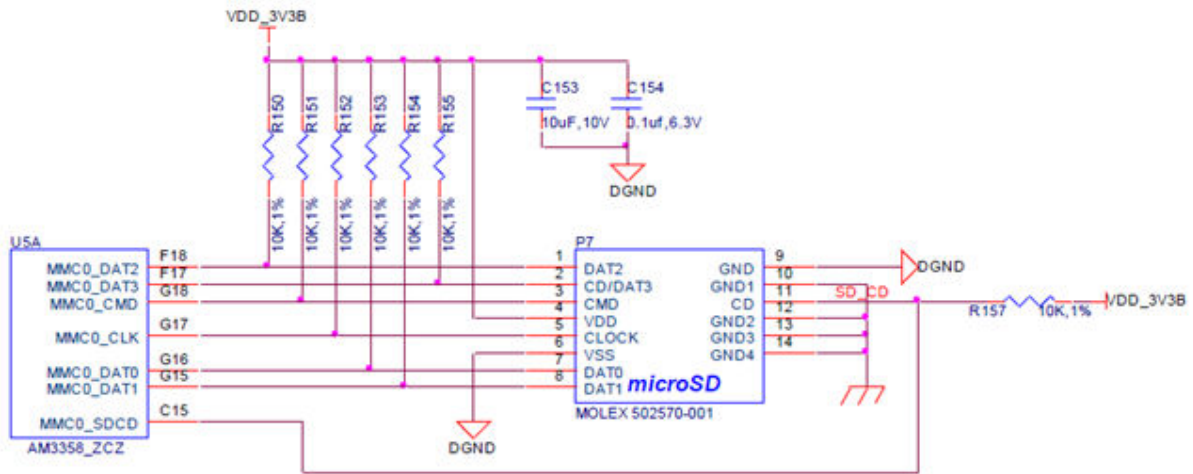 VDD_3V3B
R150
R151
R152
R153
R154
R155
C153
C154
10uF,10V
0.1uf,6.3V
DGND
10K,1%
10K,1%
10K,1%
10K,1%
10K,1%
10K,1%
U5A
P7
MMC0_DAT2
F18
1
DAT2
GND
9
DGND
MMC0_DAT3
F17
2
CD/DAT3
GND1
10
MMC0_CMD
G18
3
CMD
CD
11
SD_CD
R157
10K,1%
VDD_3V3B
4
VDD
GND2
12
MMC0_CLK
G17
5
CLOCK
GND3
13
6
VSS
GND4
14
MMC0_DAT0
G16
7
DAT0
MMC0_DAT1
G15
8
DAT1
microSD
MMC0_SDCD
C15
MOLEX 502570-001
DGND
AM3358_ZCZ